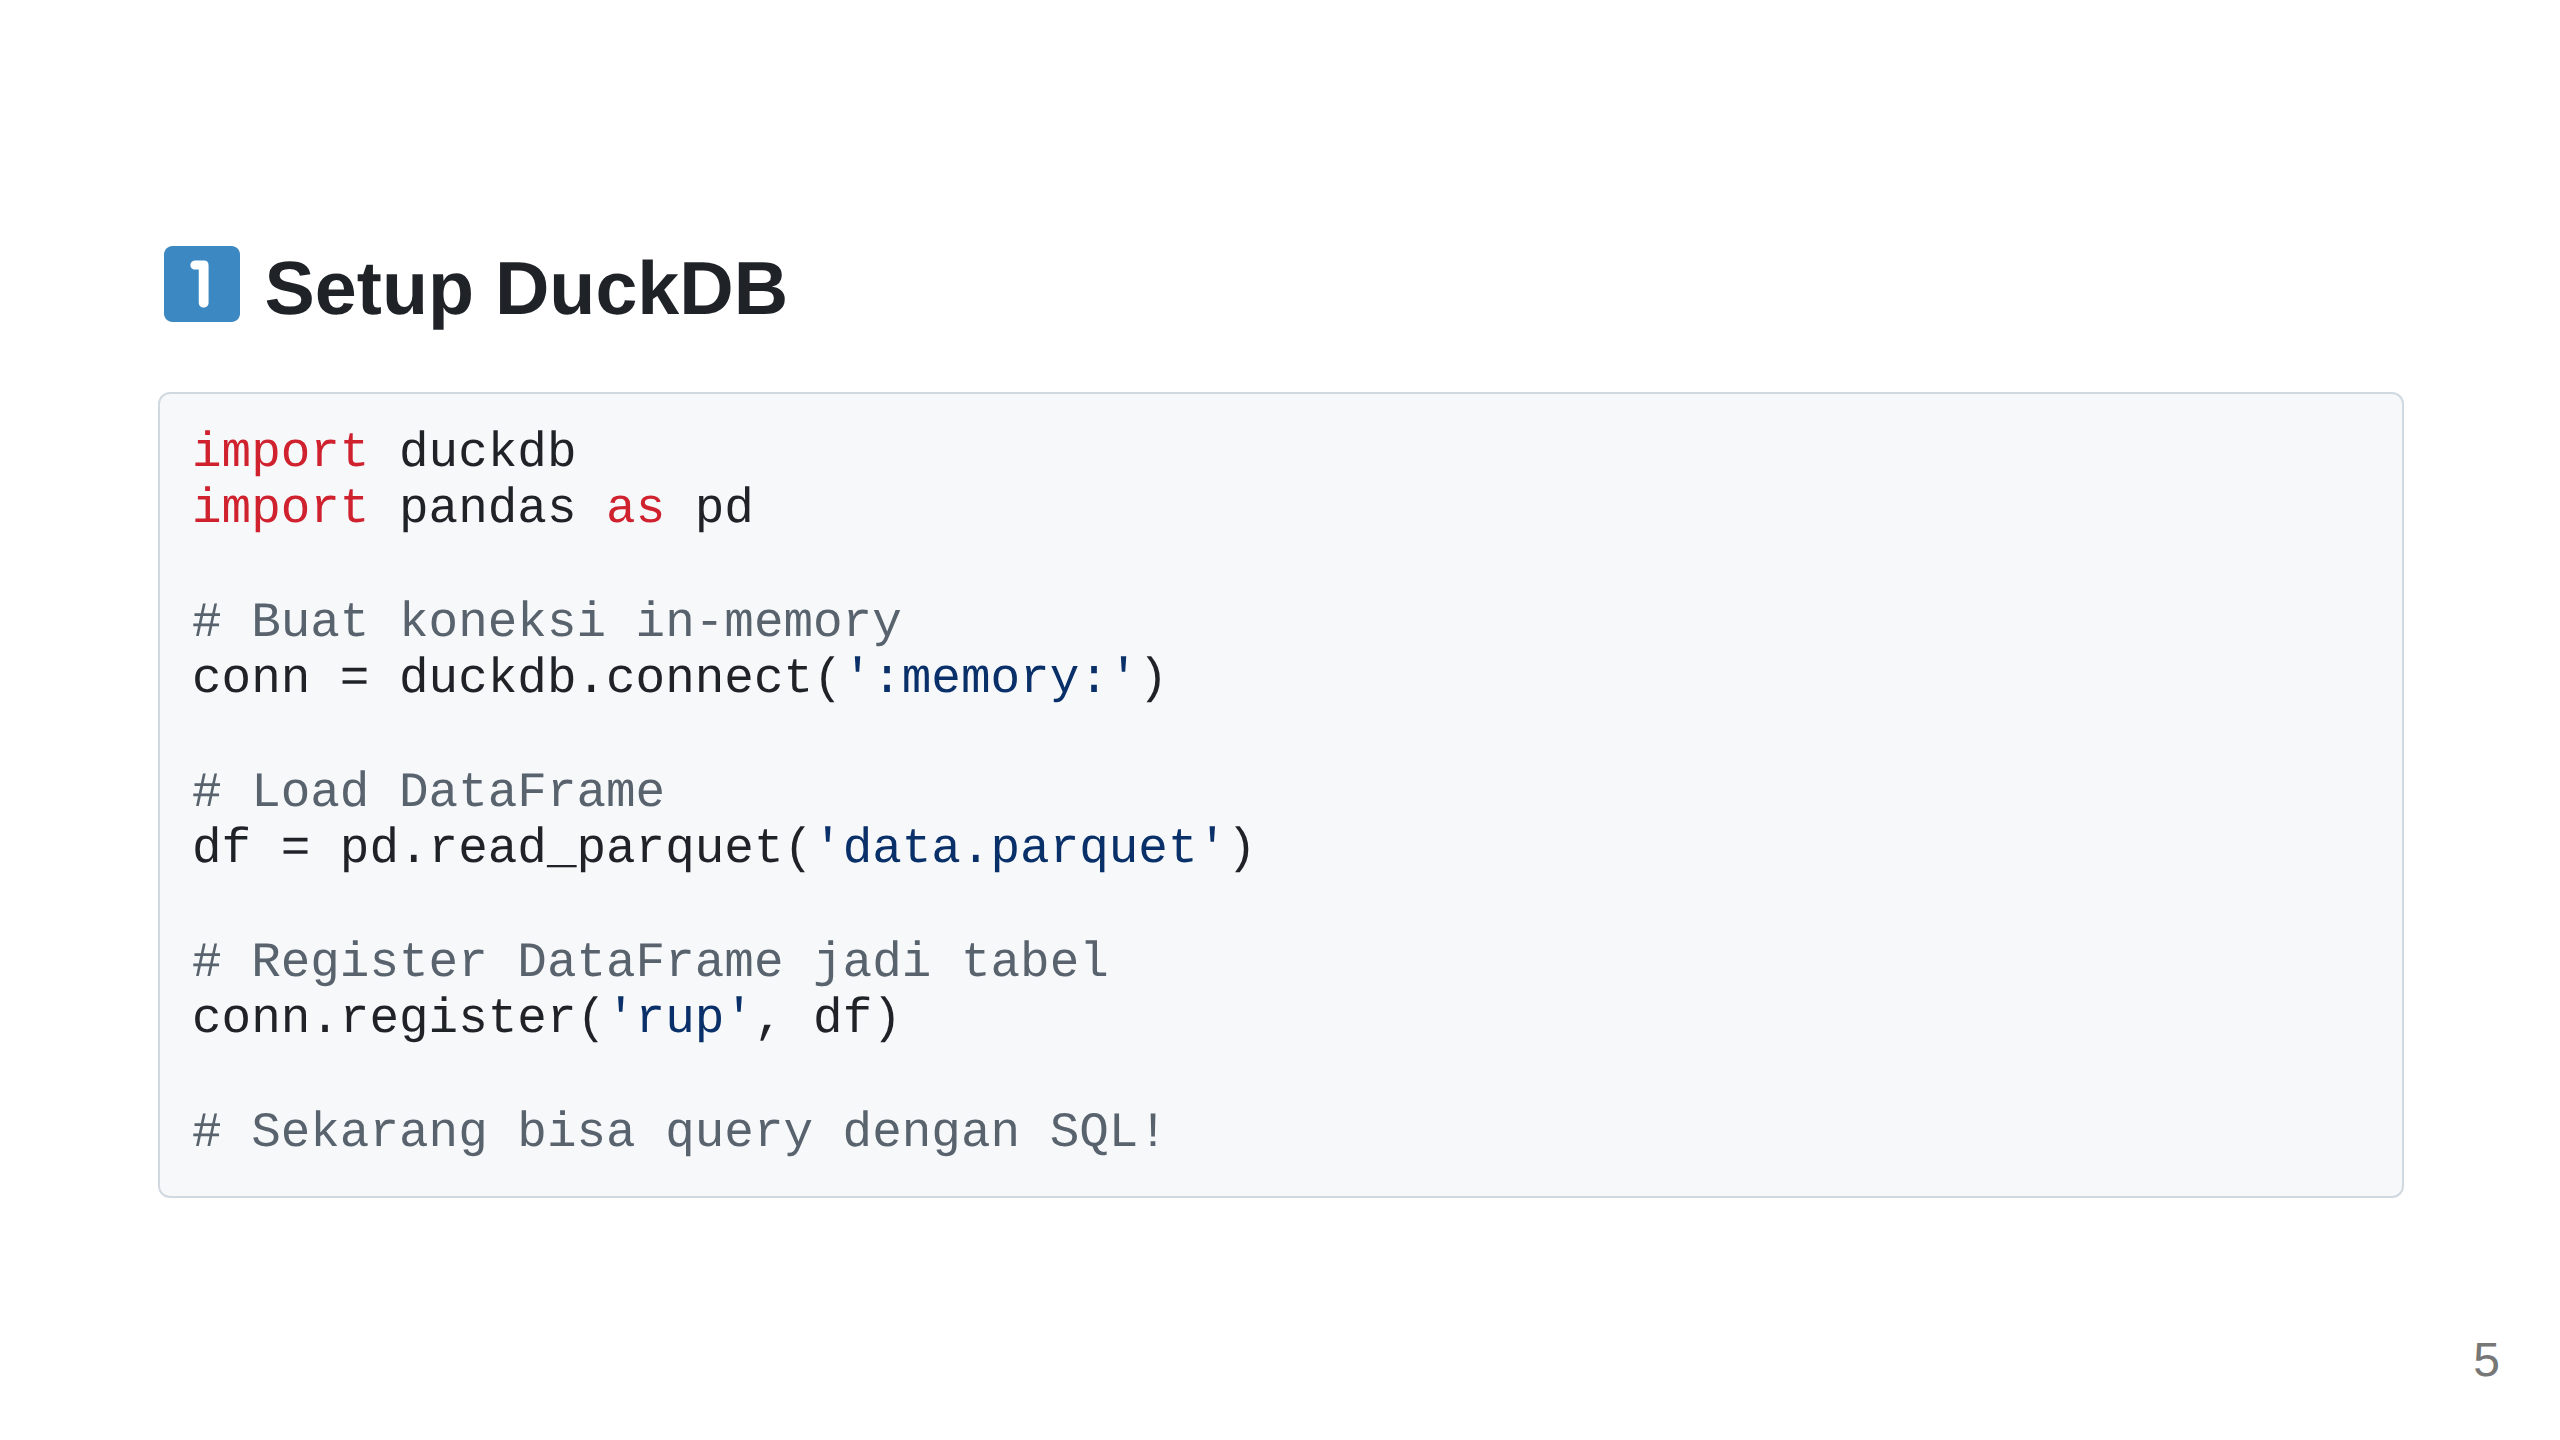 1 Setup DuckDB
import duckdb
import pandas as pd
# Buat koneksi in-memory
conn = duckdb.connect(':memory:')
# Load DataFrame
df = pd.read_parquet('data.parquet')
# Register DataFrame jadi tabel
conn.register('rup', df)
# Sekarang bisa query dengan SQL!
5